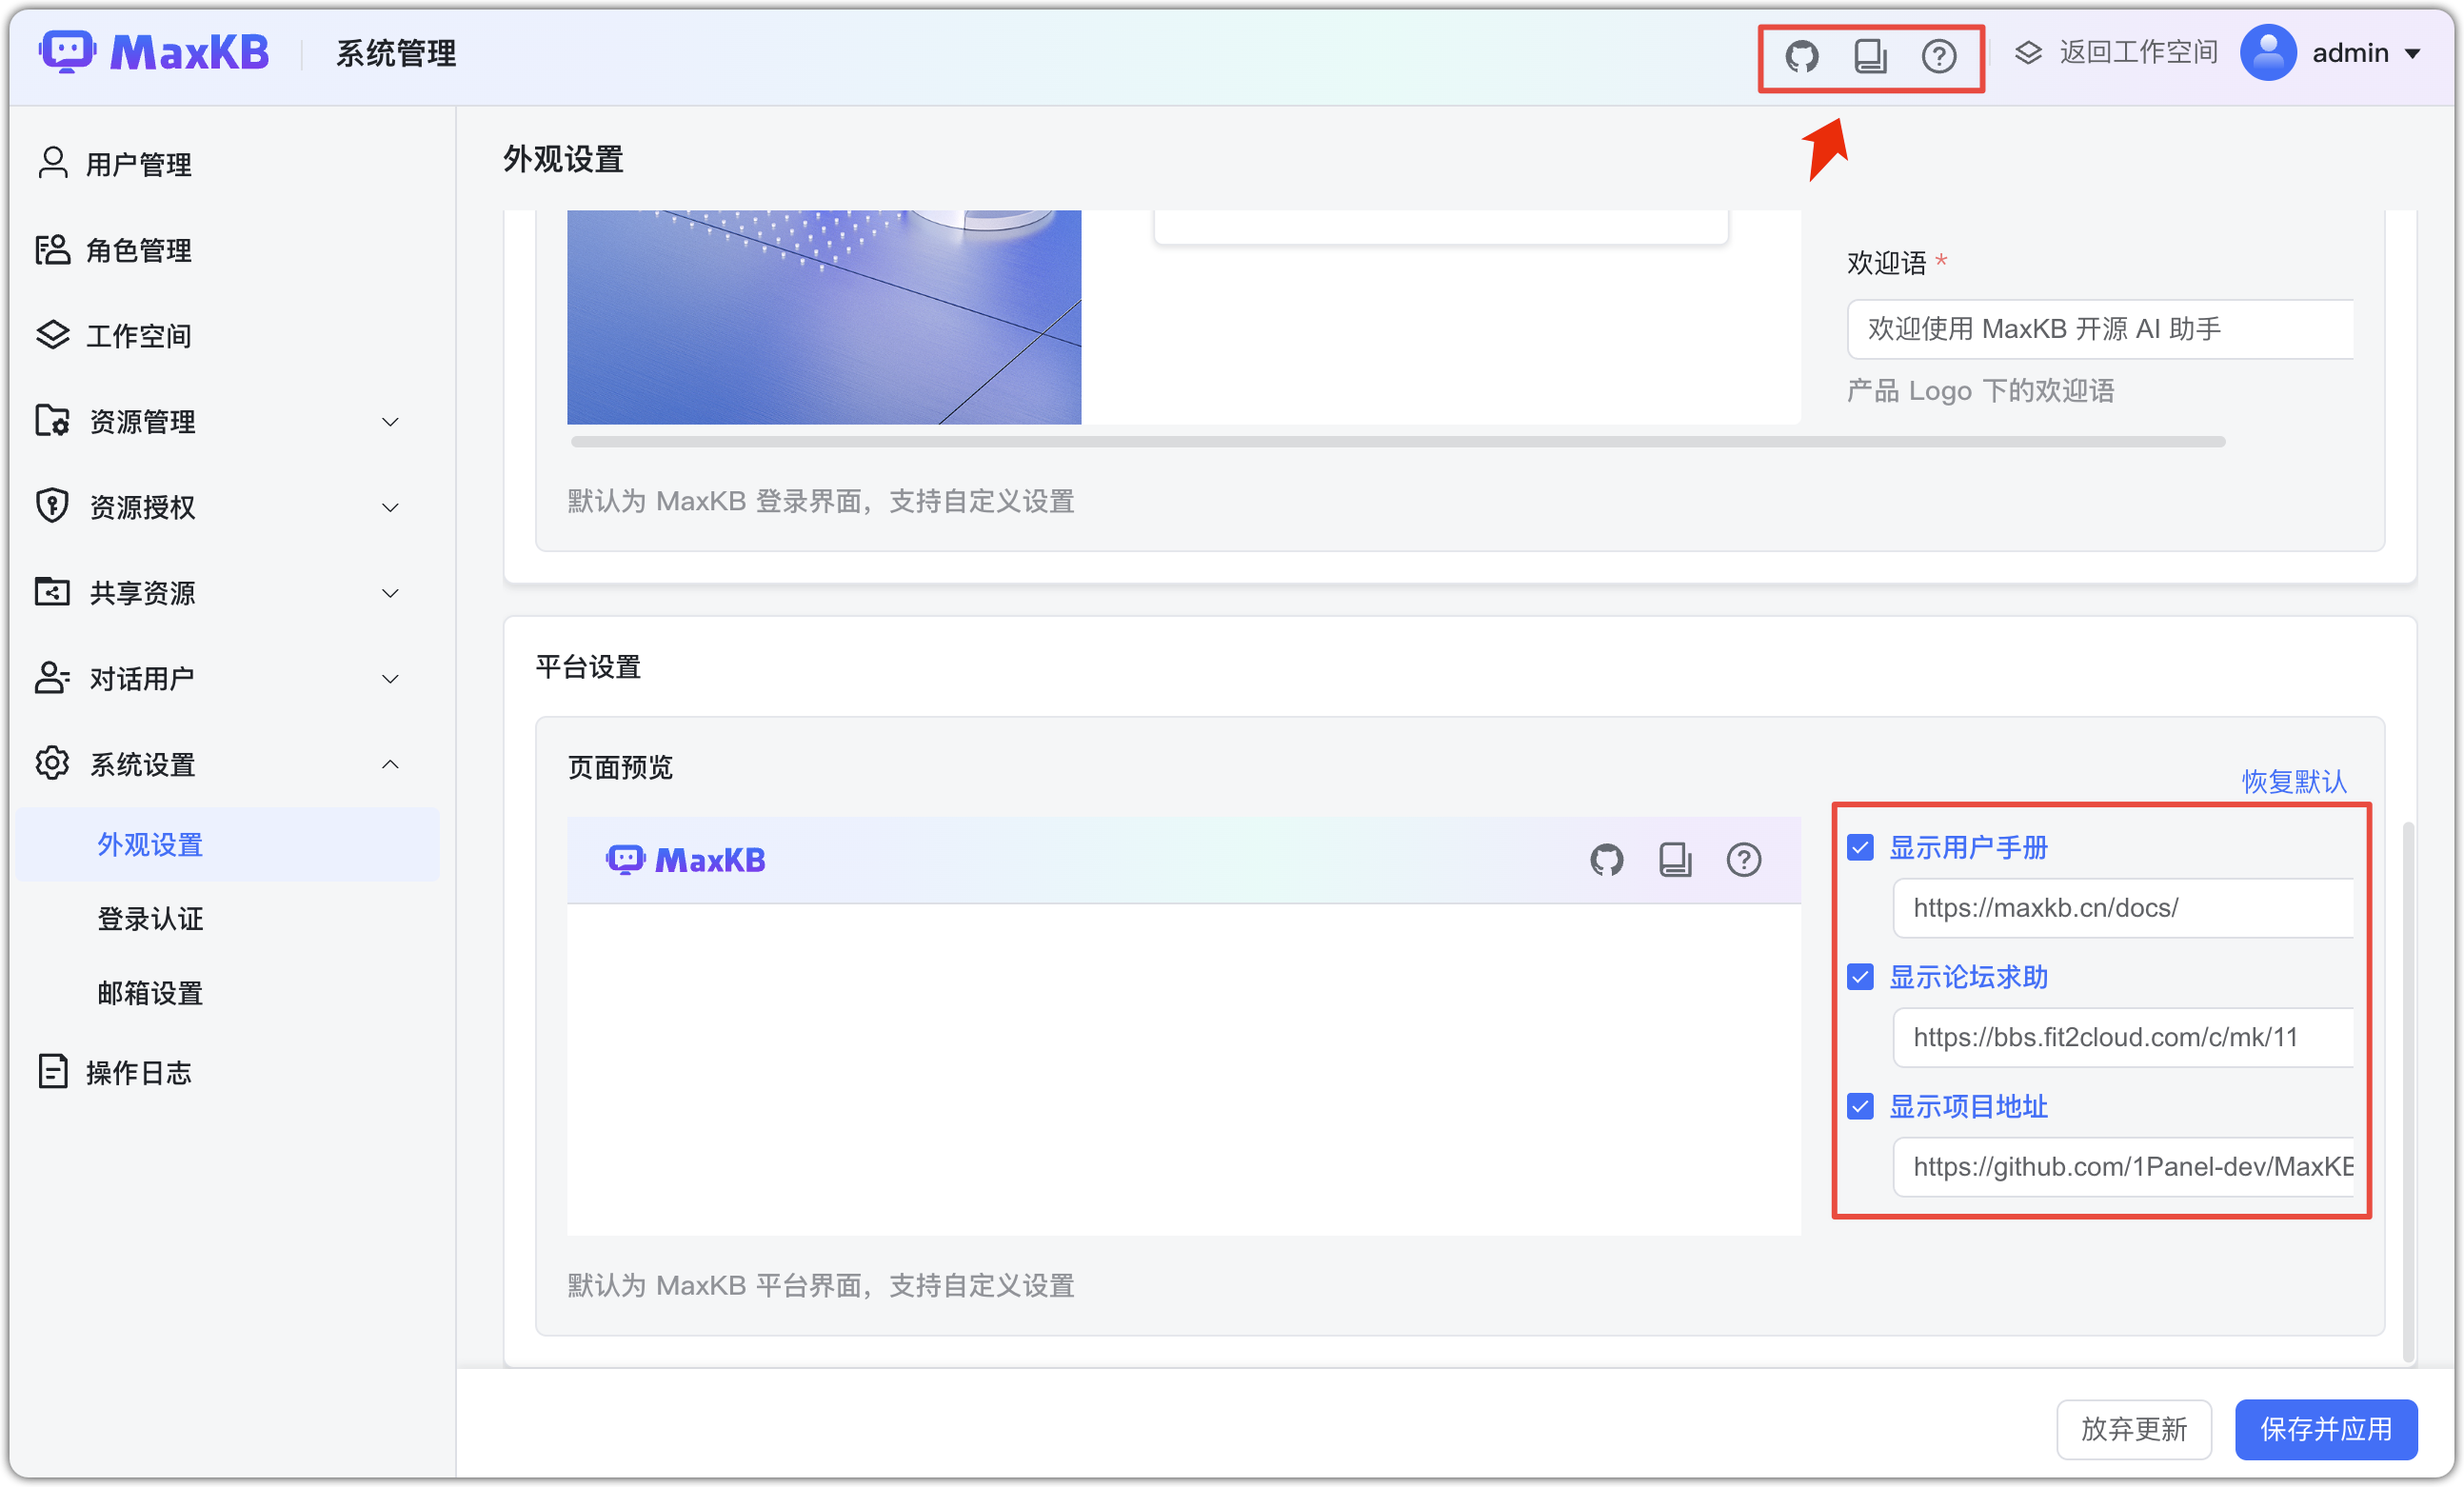 MaxKB
系统管理
返回工作空间
admin
用户管理
角色管理
工作空间
资源管理
资源授权
共享资源
对话用户
系统设置
外观设置
登录认证
邮箱设置
操作日志
外观设置
欢迎语 *
欢迎使用 MaxKB 开源 AI 助手
产品 Logo 下的欢迎语
默认为 MaxKB 登录界面，支持自定义设置
平台设置
页面预览
恢复默认
MaxKB
显示用户手册
https://maxkb.cn/docs/
显示论坛求助
https://bbs.fit2cloud.com/c/mk/11
显示项目地址
https://github.com/1Panel-dev/MaxKB
默认为 MaxKB 平台界面，支持自定义设置
放弃更新
保存并应用